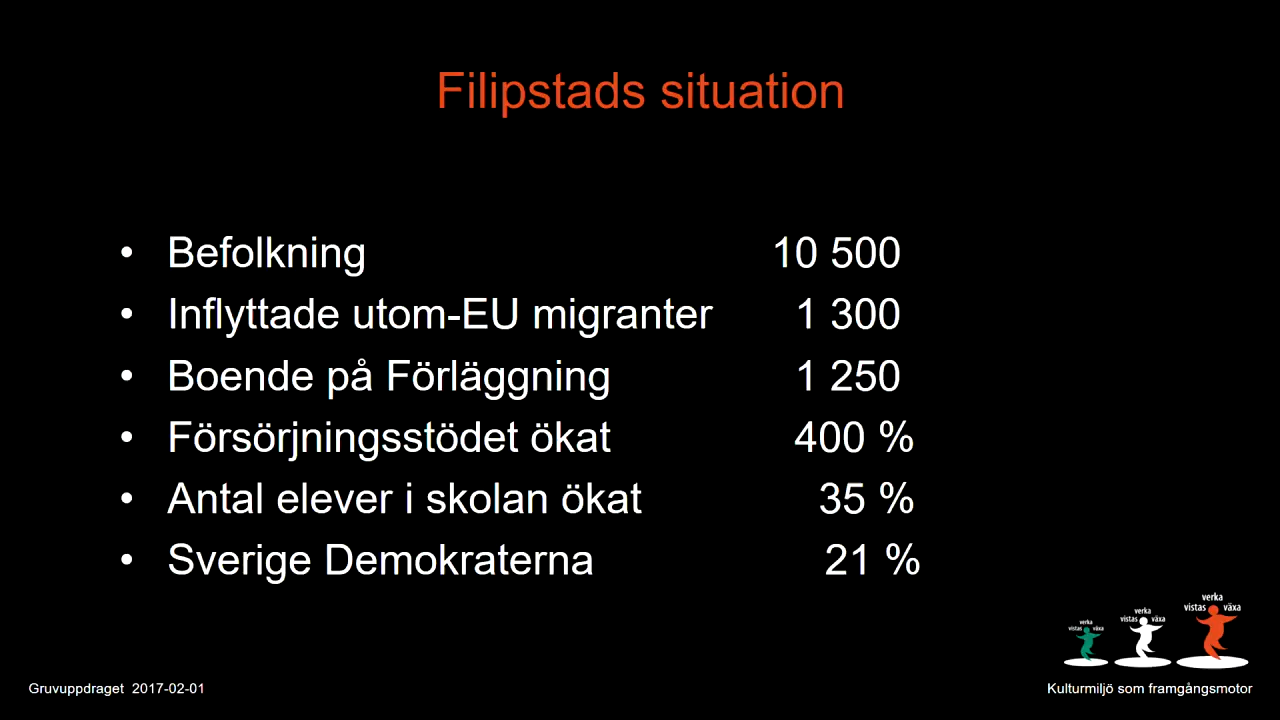 Filipstads situation
• Befolkning 10 500
• Inflyttade utom-EU migranter 1 300
• Boende på Förläggning 1 250
• Försörjningsstödet ökat 400 %
• Antal elever i skolan ökat 35 %
• Sverige Demokraterna 21 %
verka
vistas växa
verka
vistas växa
verka
vistas växa
Gruvuppdraget 2017-02-01
Kulturmiljö som framgångsmotor